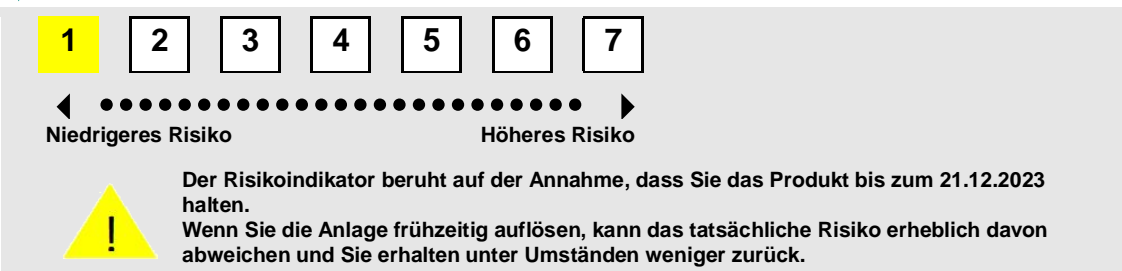 1 2 3 4 5 6 7
Niedrigeres Risiko Höheres Risiko
Der Risikoindikator beruht auf der Annahme, dass Sie das Produkt bis zum 21.12.2023
halten.
Wenn Sie die Anlage frühzeitig auflösen, kann das tatsächliche Risiko erheblich davon
abweichen und Sie erhalten unter Umständen weniger zurück.
!